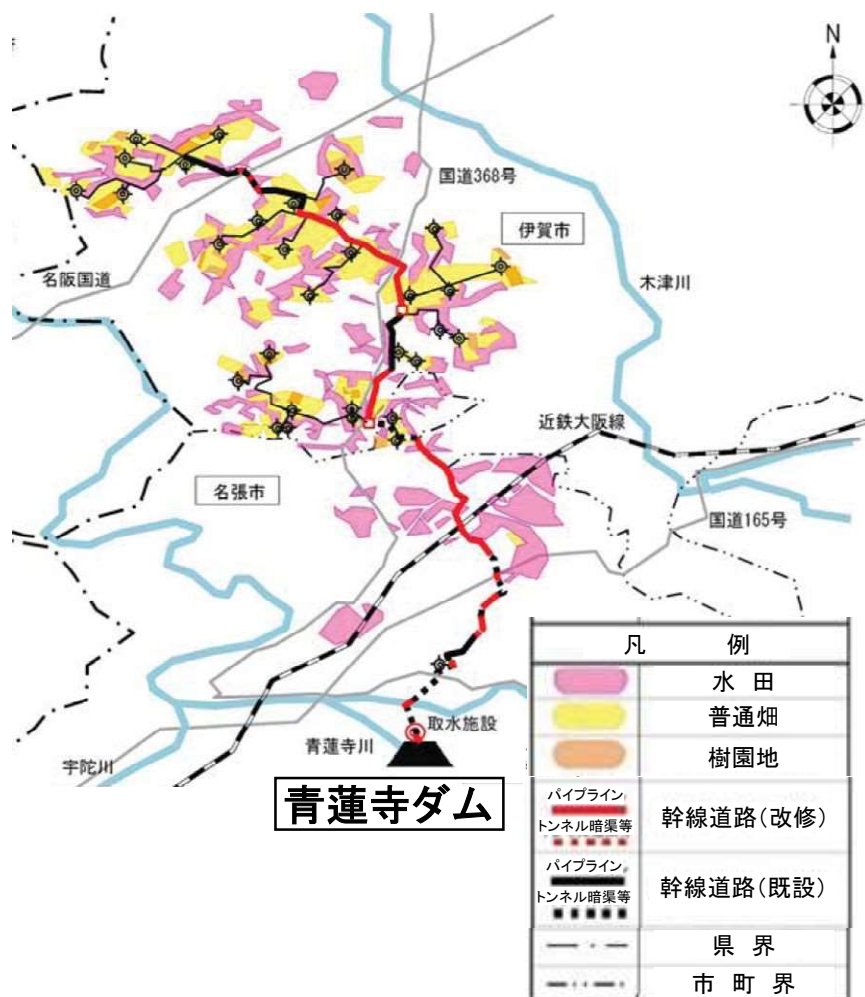 N
国道368号
伊賀市
名阪国道
木津川
近鉄大阪線
名張市
国道165号
取水施設
青蓮寺川
宇陀川
青蓮寺ダム
凡 例
水 田
普通畑
樹園地
パイプライン
トンネル暗渠等
幹線道路(改修)
パイプライン
トンネル暗渠等
幹線道路(既設)
県 界
市 町 界